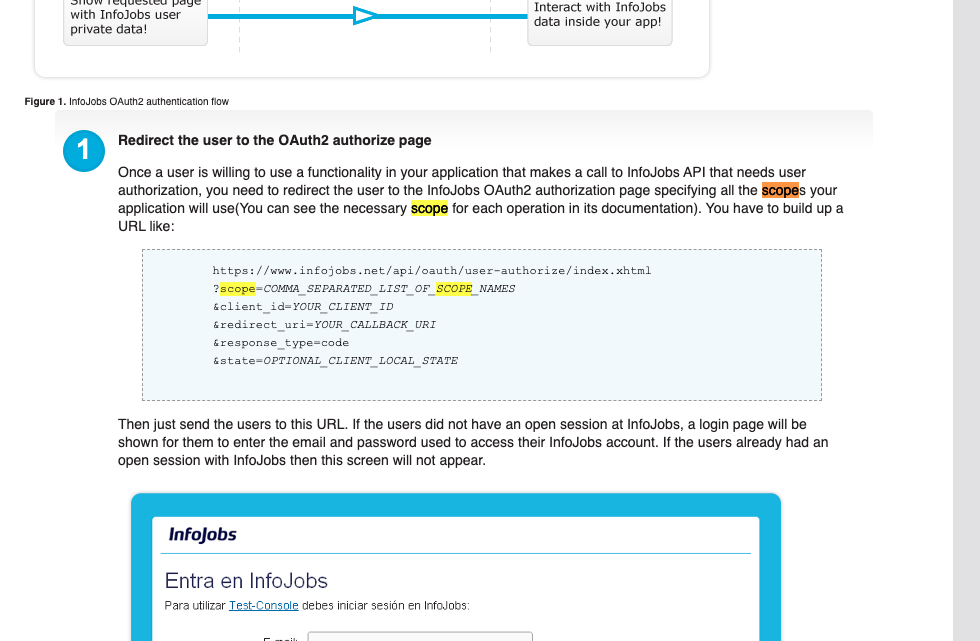 Show requested page
with InfoJobs user
private data!
Interact with InfoJobs
data inside your app!
Figure 1. InfoJobs OAuth2 authentication flow
1
Redirect the user to the OAuth2 authorize page
Once a user is willing to use a functionality in your application that makes a call to InfoJobs API that needs user
authorization, you need to redirect the user to the InfoJobs OAuth2 authorization page specifying all the scopes your
application will use(You can see the necessary scope for each operation in its documentation). You have to build up a
URL like:
https://www.infojobs.net/api/oauth/user-authorize/index.xhtml
?scope=COMMA_SEPARATED_LIST_OF_SCOPE_NAMES
&client_id=YOUR_CLIENT_ID
&redirect_uri=YOUR_CALLBACK_URI
&response_type=code
&state=OPTIONAL_CLIENT_LOCAL_STATE
Then just send the users to this URL. If the users did not have an open session at InfoJobs, a login page will be
shown for them to enter the email and password used to access their InfoJobs account. If the users already had an
open session with InfoJobs then this screen will not appear.
InfoJobs
Entra en InfoJobs
Para utilizar Test-Console debes iniciar sesión en InfoJobs:
E-mail: